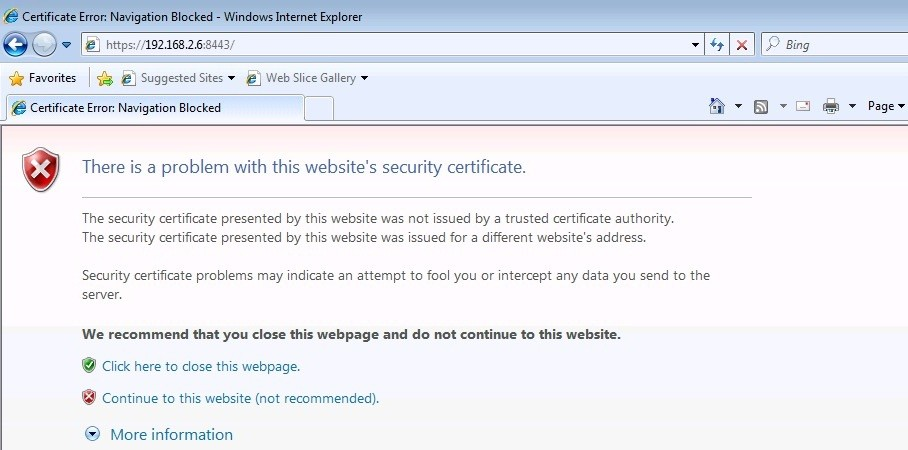 Certificate Error: Navigation Blocked - Windows Internet Explorer
https://192.168.2.6:8443/
Bing
Favorites
Suggested Sites
Web Slice Gallery
Certificate Error: Navigation Blocked
Page
There is a problem with this website's security certificate.
The security certificate presented by this website was not issued by a trusted certificate authority.
The security certificate presented by this website was issued for a different website's address.
Security certificate problems may indicate an attempt to fool you or intercept any data you send to the
server.
We recommend that you close this webpage and do not continue to this website.
Click here to close this webpage.
Continue to this website (not recommended).
More information